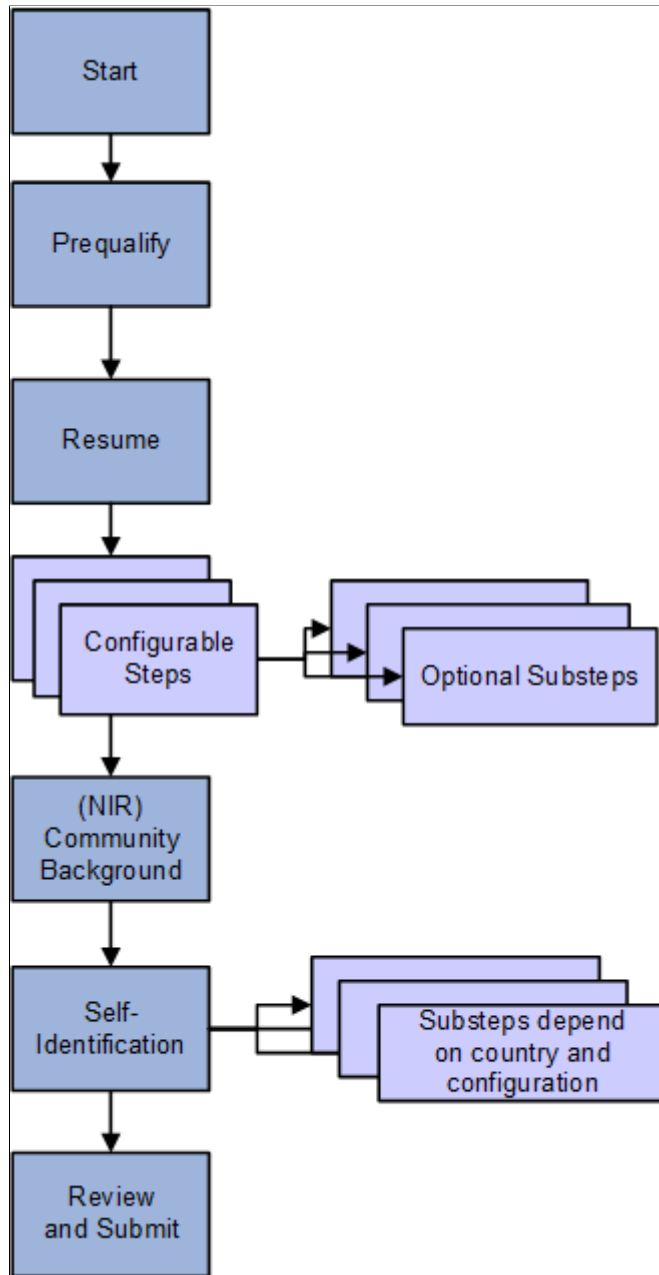 Start
Prequalify
Resume
Configurable
Steps
Optional Substeps
(NIR)
Community
Background
Self-
Identification
Substeps depend
on country and
configuration
Review
and Submit